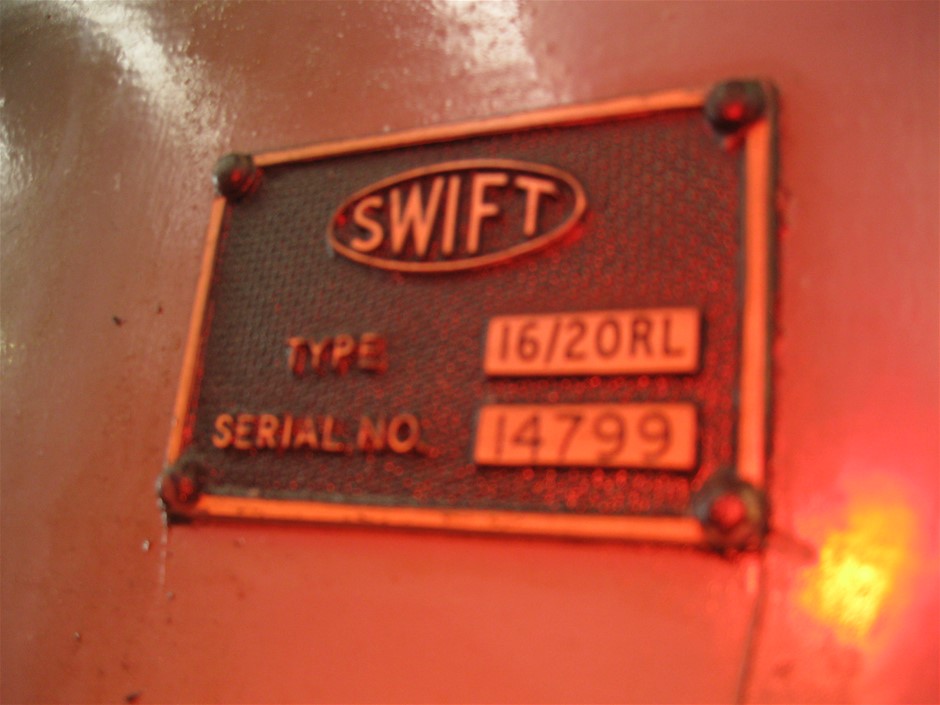 SWIFT
TYPE 16/20RL
SERIAL NO. 14799